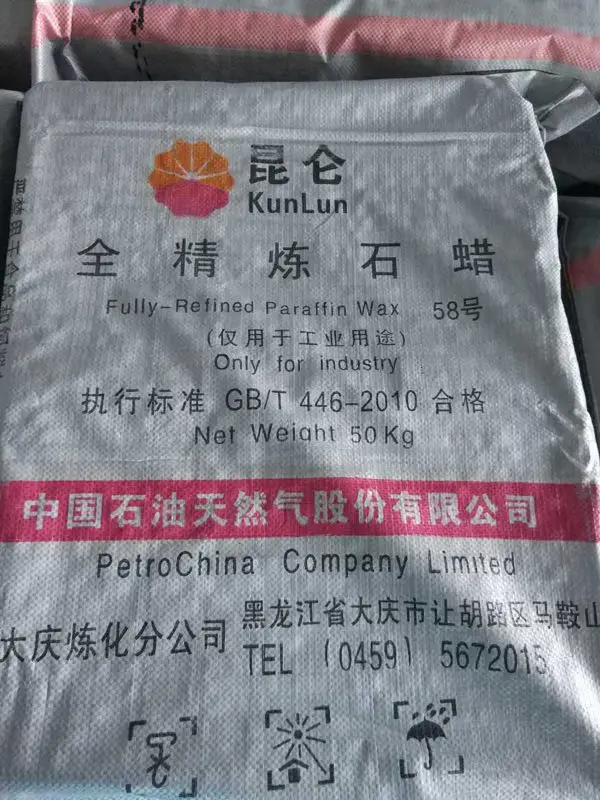 昆仑
KunLun
全精炼石蜡
Fully-Refined Paraffin Wax 58号
(仅用于工业用途)
Only for industry
执行标准 GB/T 446-2010 合格
Net Weight 50Kg
中国石油天然气股份有限公司
PetroChina Company Limited
大庆炼化分公司
黑龙江省大庆市让胡路区马鞍山
TEL (0459) 5672015